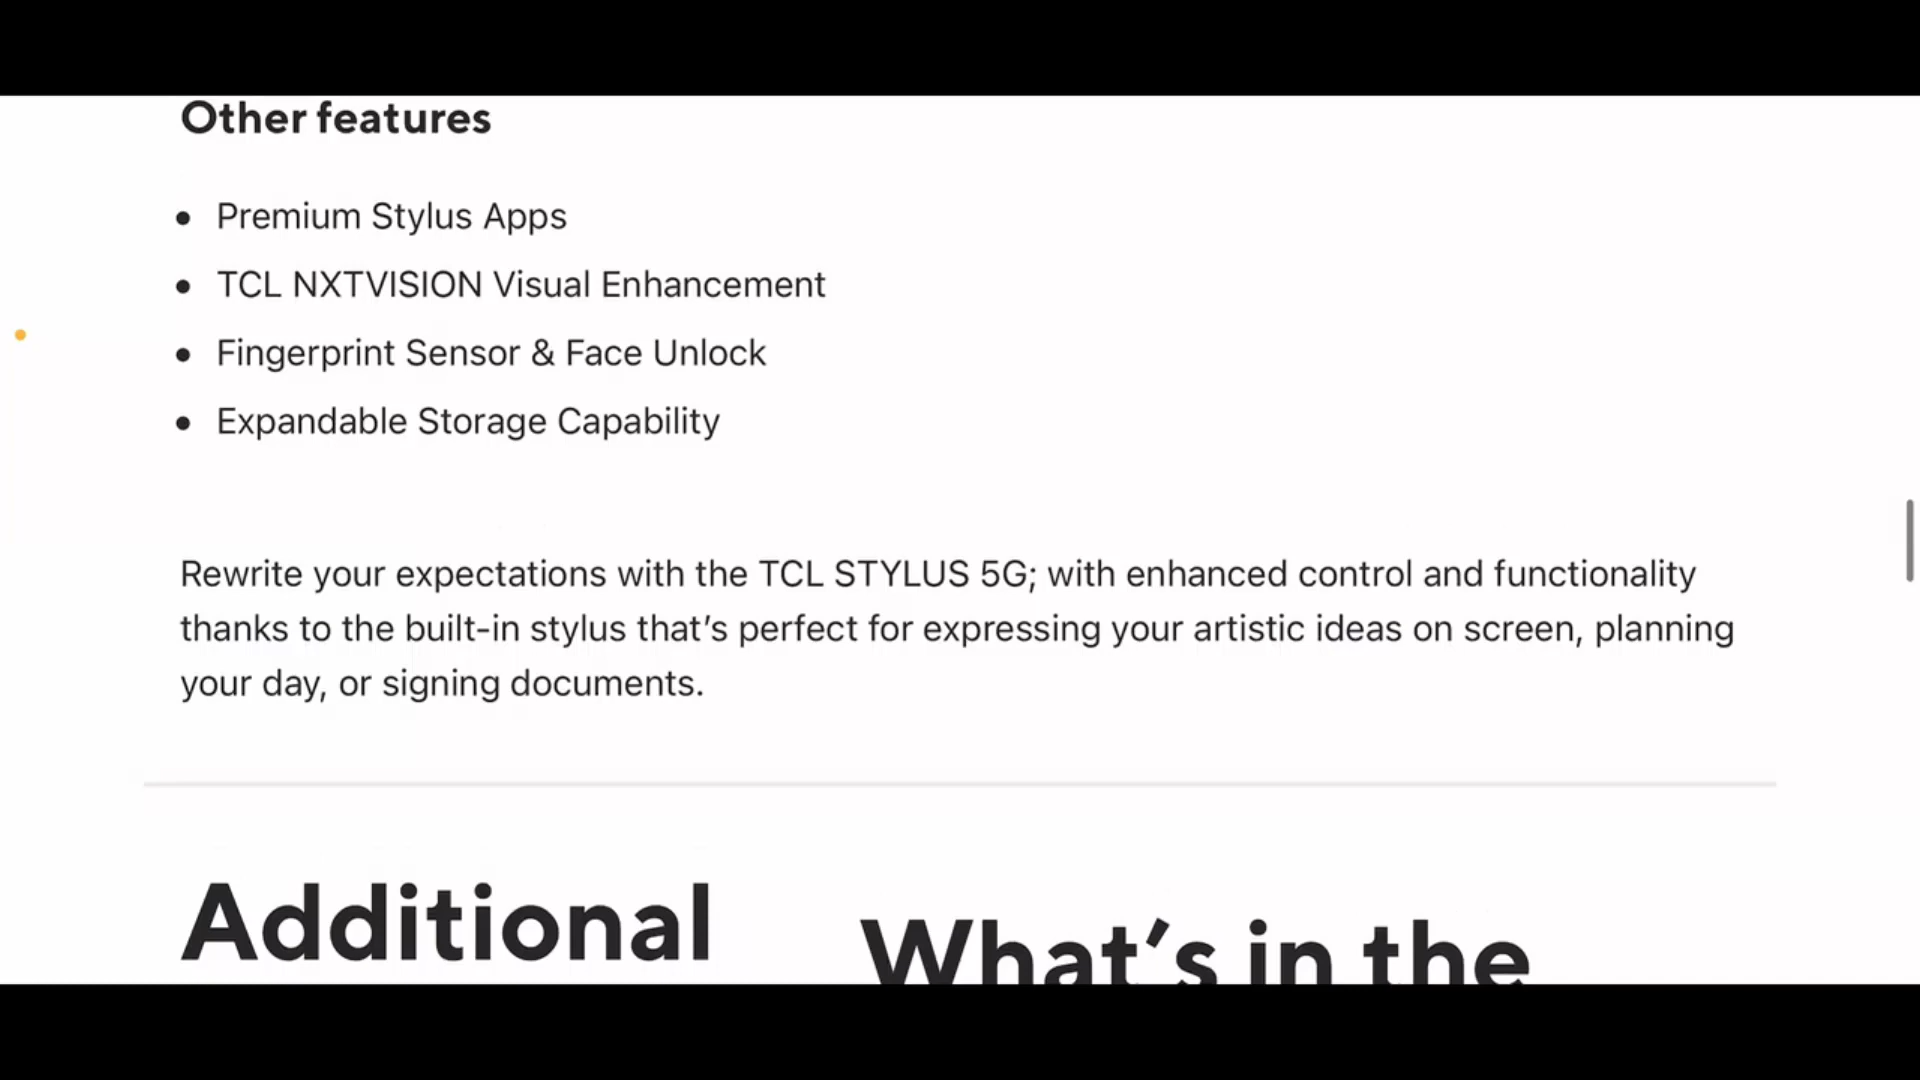 Other features
Premium Stylus Apps
TCL NXTVISION Visual Enhancement
Fingerprint Sensor & Face Unlock
Expandable Storage Capability
Rewrite your expectations with the TCL STYLUS 5G; with enhanced control and functionality
thanks to the built-in stylus that’s perfect for expressing your artistic ideas on screen, planning
your day, or signing documents.
Additional
What’s in the